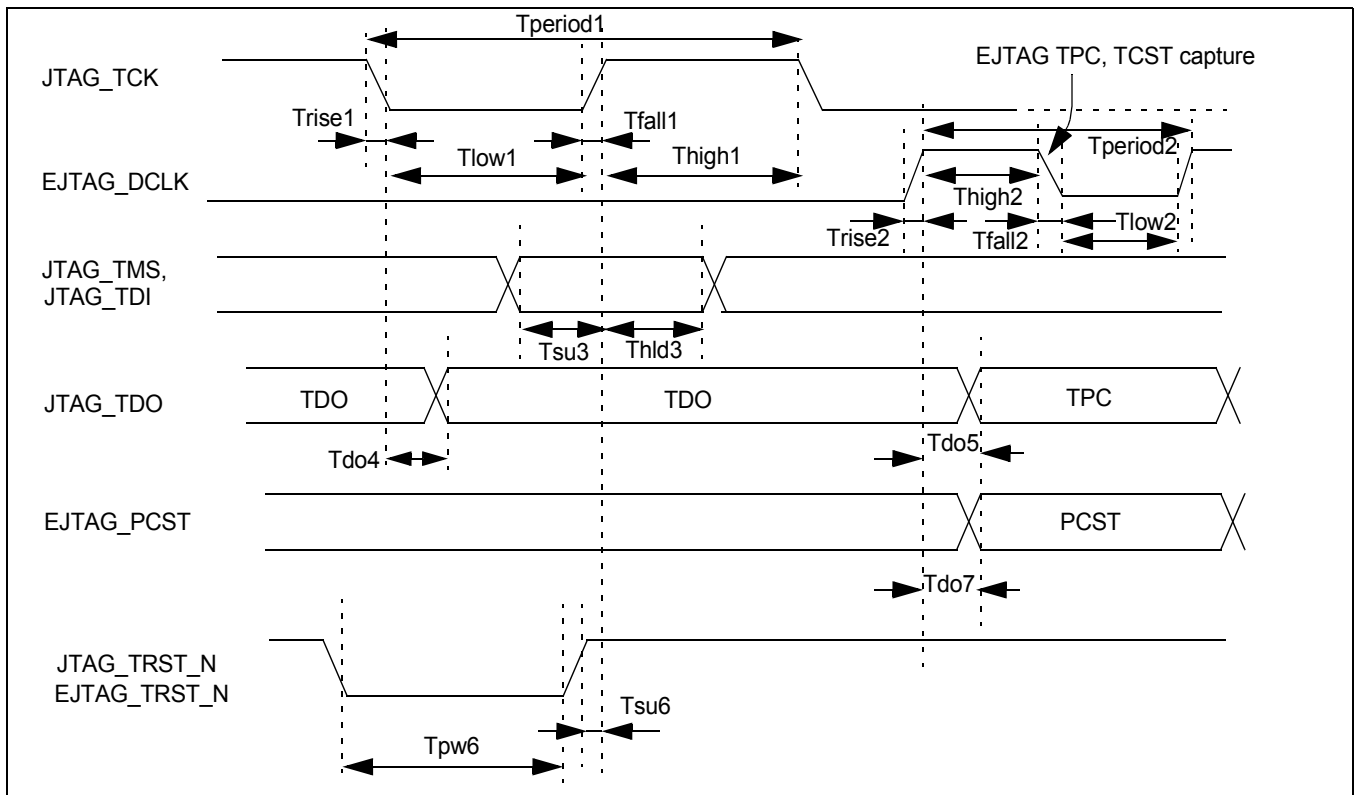 Tperiod1
EJTAG TPC, TCST capture
JTAG_TCK
Trise1
Tfall1
Tperiod2
Tlow1
Thigh1
EJTAG_DCLK
Thigh2
Trise2
Tfall2
Tlow2
JTAG_TMS,
JTAG_TDI
Tsu3
Thld3
JTAG_TDO
TDO
TDO
TPC
Tdo4
Tdo5
EJTAG_PCST
PCST
Tdo7
JTAG_TRST_N
EJTAG_TRST_N
Tsu6
Tpw6